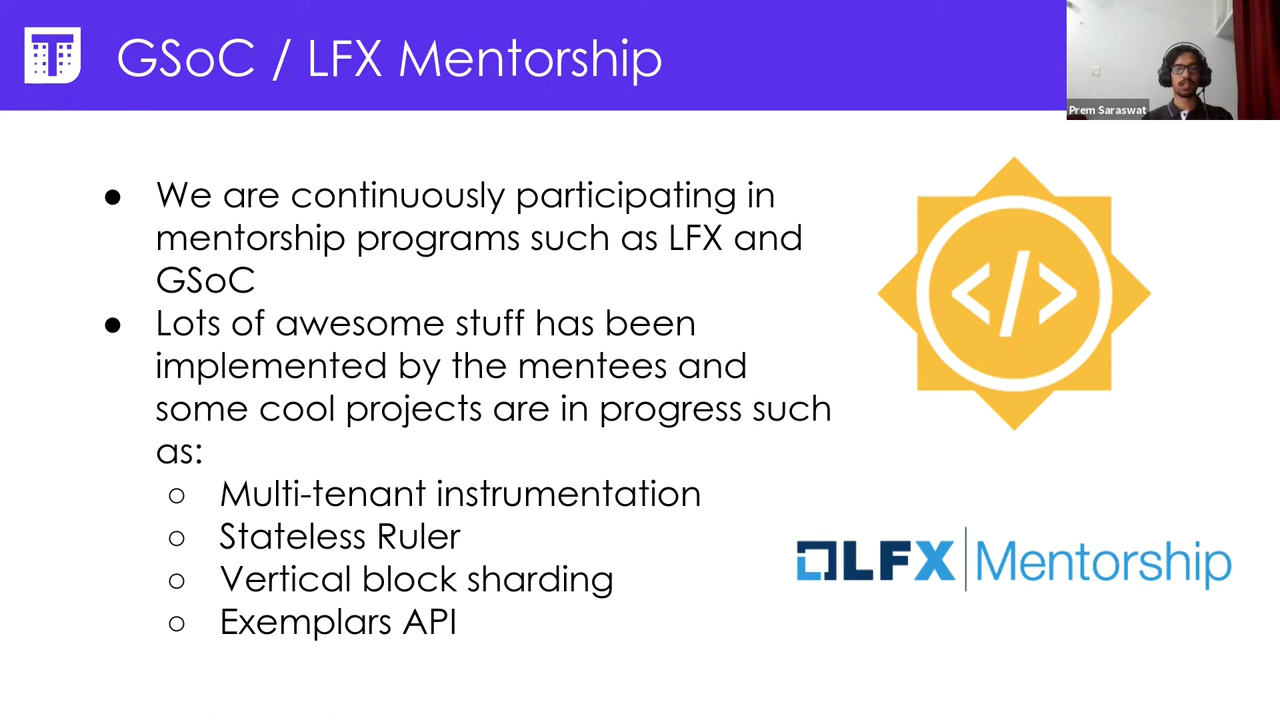 GSoC / LFX Mentorship
Prem Saraswat
● We are continuously participating in
mentorship programs such as LFX and
GSoC
● Lots of awesome stuff has been
implemented by the mentees and
some cool projects are in progress such
as:
○ Multi-tenant instrumentation
○ Stateless Ruler
○ Vertical block sharding
○ Exemplars API
</>
LFX | Mentorship